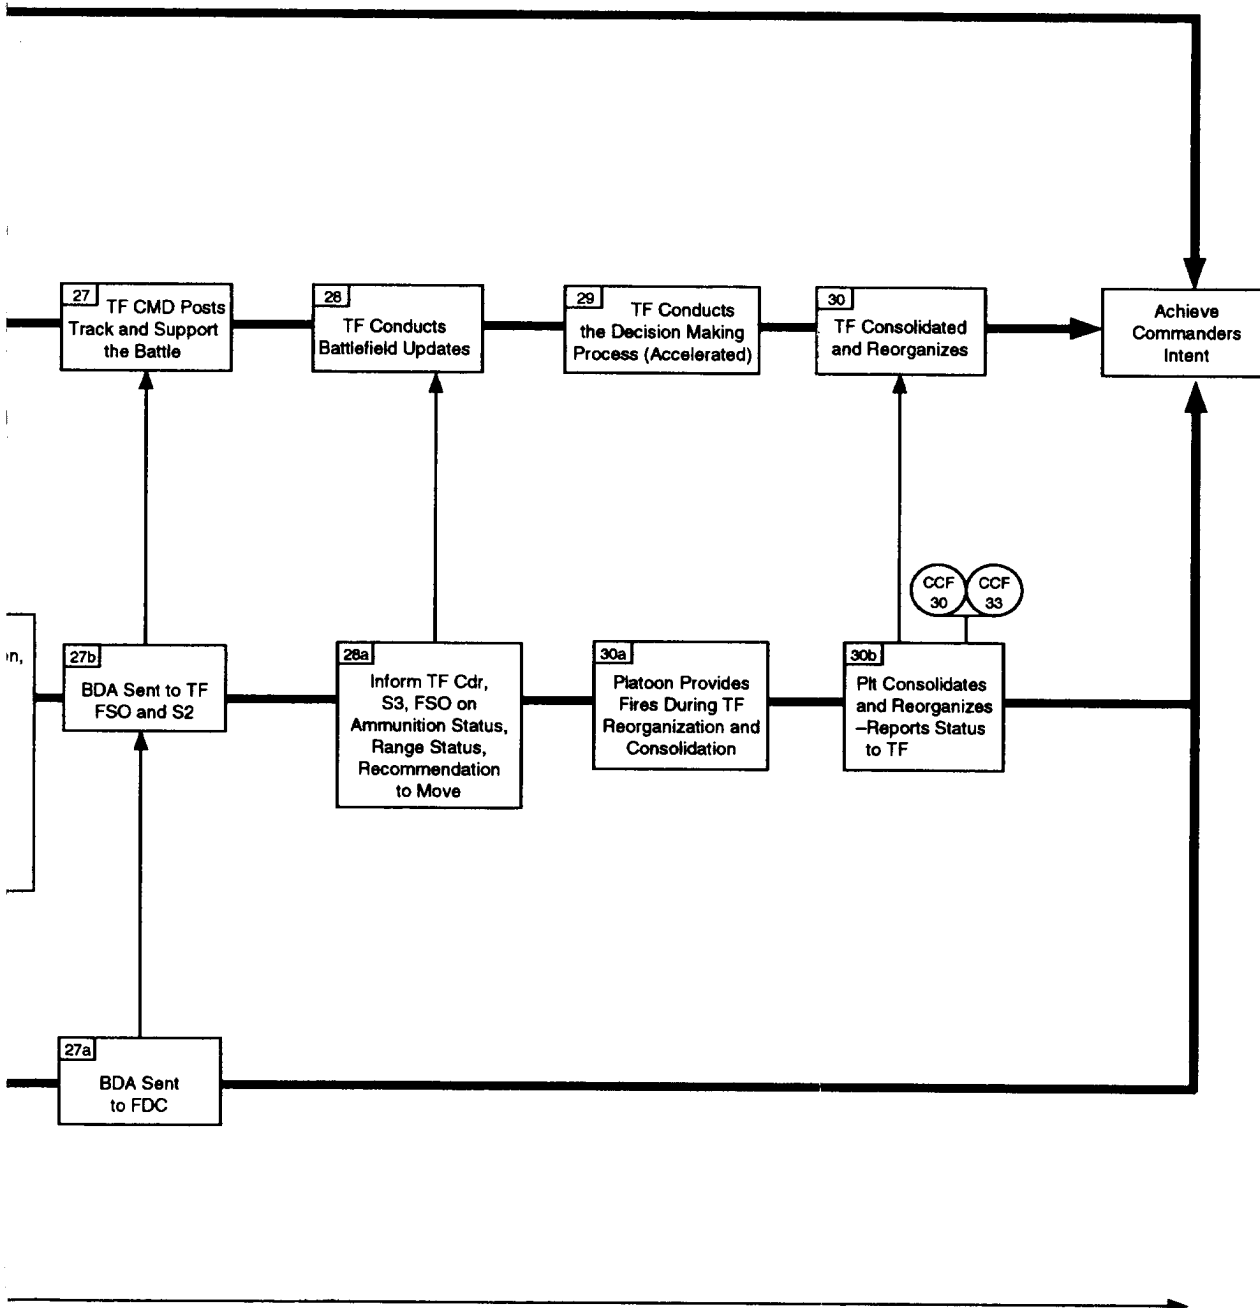 27
TF CMD Posts
Track and Support
the Battle
28
TF Conducts
Battlefield Updates
29
TF Conducts
the Decision Making
Process (Accelerated)
30
TF Consolidated
and Reorganizes
Achieve
Commanders
Intent
CCF
30
CCF
33
n,
27b
BDA Sent to TF
FSO and S2
28a
Inform TF Cdr,
S3, FSO on
Ammunition Status,
Range Status,
Recommendation
to Move
30a
Platoon Provides
Fires During TF
Reorganization and
Consolidation
30b
Plt Consolidates
and Reorganizes
–Reports Status
to TF
27a
BDA Sent
to FDC